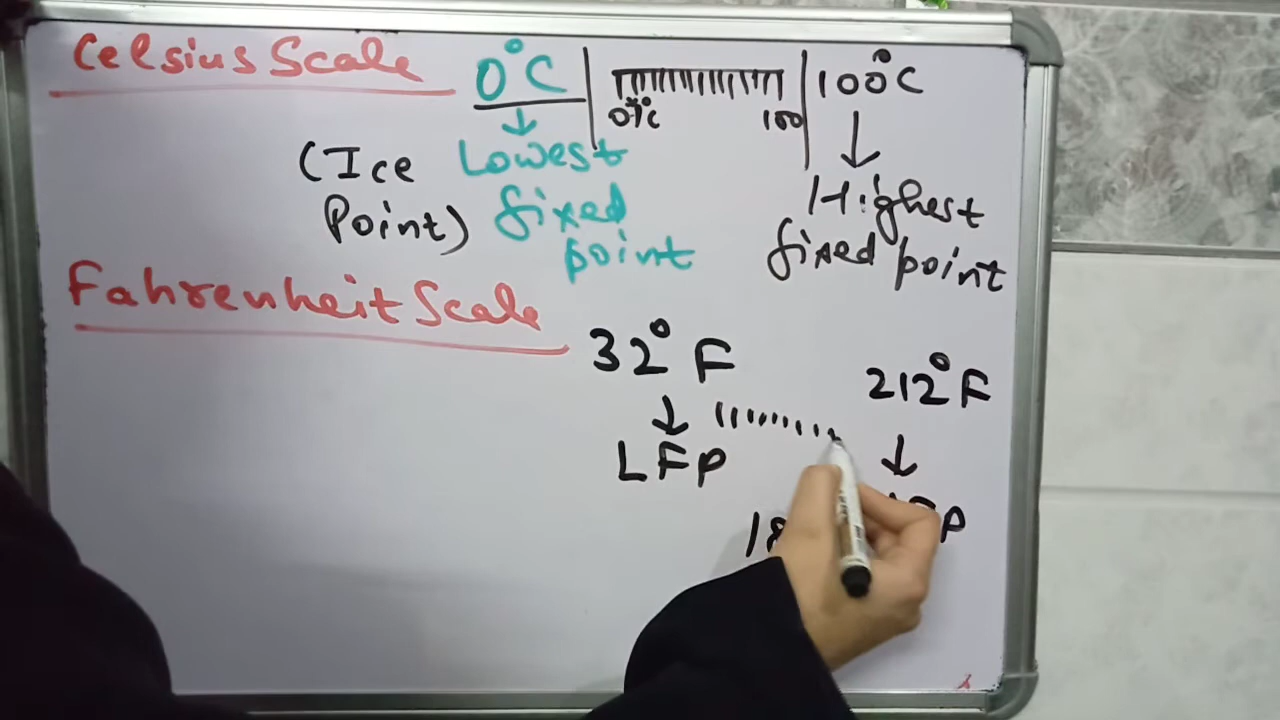 Celsius Scale 0°C 100°C
0°C 100
(Ice Lowest Highest
Point) fixed fixed point
point
Fahrenheit Scale
32°F 212°F
LFP